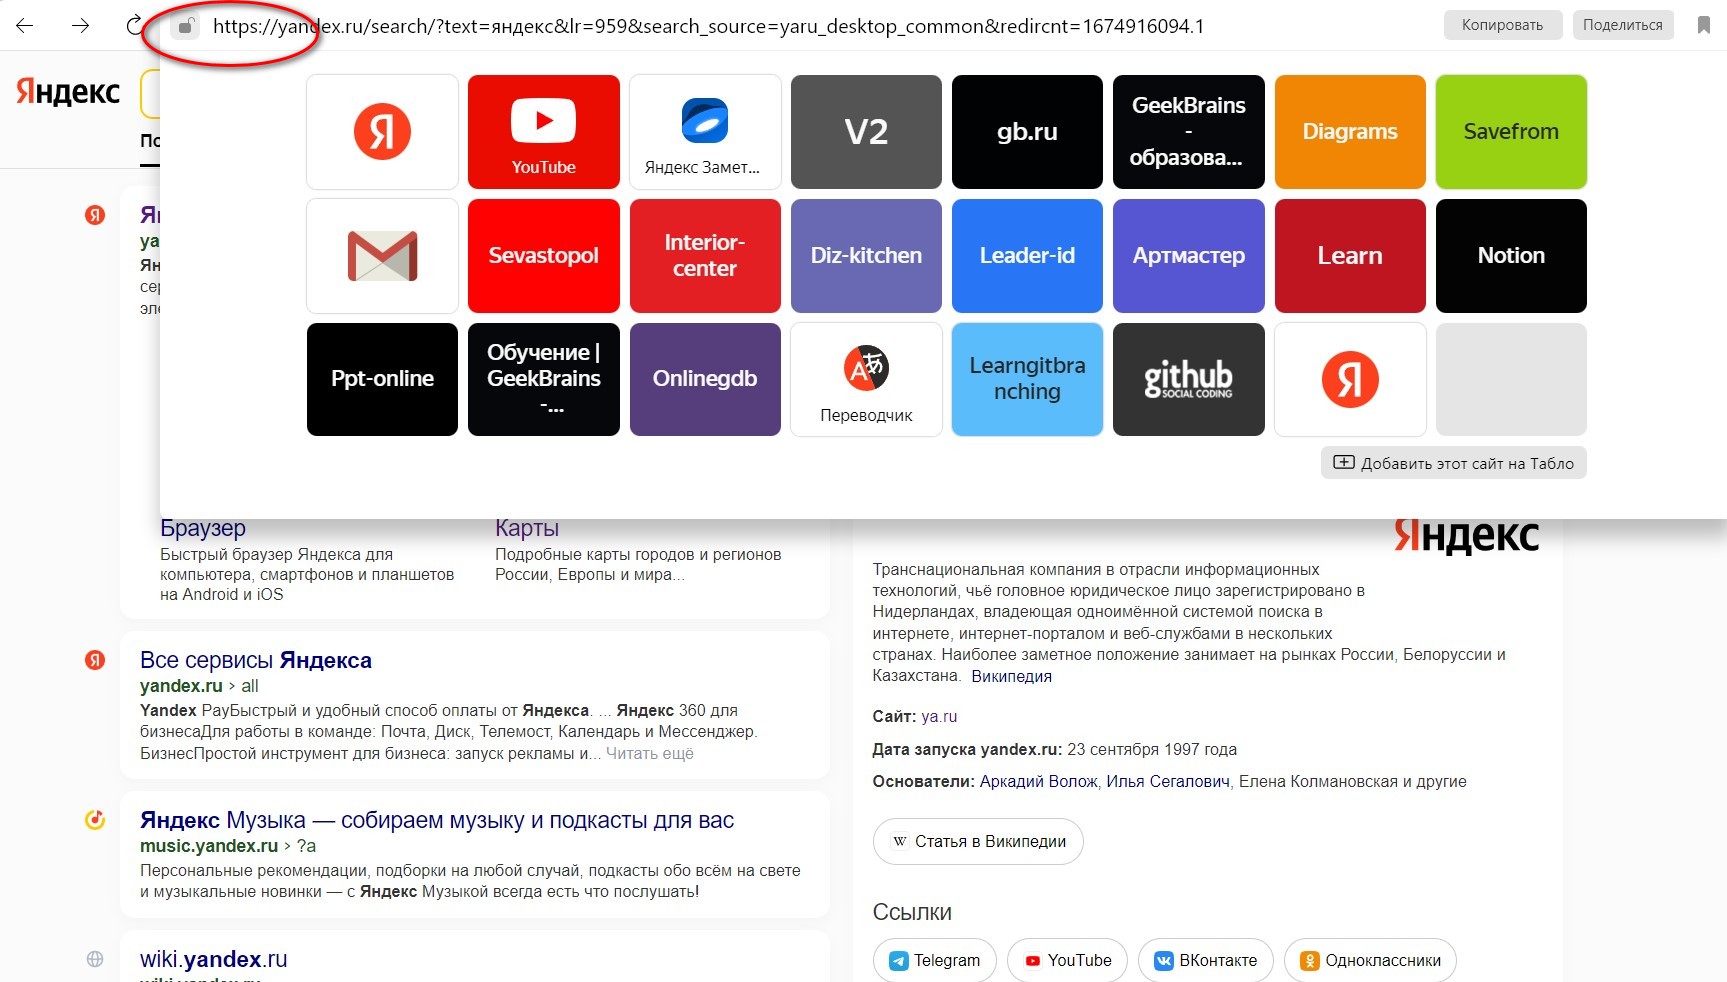 https://yandex.ru/search/?text=яндекс&lr=959&search_source=yaru_desktop_common&redircnt=1674916094.1
Копировать
Поделиться
Яндекс
Я
YouTube
Яндекс Замет...
V2
gb.ru
GeekBrains
-
образова...
Diagrams
Savefrom
Sevastopol
Interior-
center
Diz-kitchen
Leader-id
Артмастер
Learn
Notion
Ppt-online
Обучение |
GeekBrains
-...
Onlinegdb
Переводчик
Learngitbra
nching
github
SOCIAL CODING
Я
Добавить этот сайт на Табло
Браузер
Быстрый браузер Яндекса для
компьютера, смартфонов и планшетов
на Android и iOS
Карты
Подробные карты городов и регионов
России, Европы и мира...
Все сервисы Яндекса
yandex.ru › all
Yandex PayБыстрый и удобный способ оплаты от Яндекса. ... Яндекс 360 для
бизнесаДля работы в команде: Почта, Диск, Телемост, Календарь и Мессенджер.
БизнесПростой инструмент для бизнеса: запуск рекламы и... Читать ещё
Яндекс Музыка — собираем музыку и подкасты для вас
music.yandex.ru › ?a
Персональные рекомендации, подборки на любой случай, подкасты обо всём на свете
и музыкальные новинки — с Яндекс Музыкой всегда есть что послушать!
wiki.yandex.ru
Яндекс
Транснациональная компания в отрасли информационных
технологий, чьё головное юридическое лицо зарегистрировано в
Нидерландах, владеющая одноимённой системой поиска в
интернете, интернет-порталом и веб-службами в нескольких
странах. Наиболее заметное положение занимает на рынках России, Белоруссии и
Казахстана. Википедия
Сайт: ya.ru
Дата запуска yandex.ru: 23 сентября 1997 года
Основатели: Аркадий Волож, Илья Сегалович, Елена Колмановская и другие
W Статья в Википедии
Ссылки
Telegram
YouTube
ВКонтакте
Одноклассники